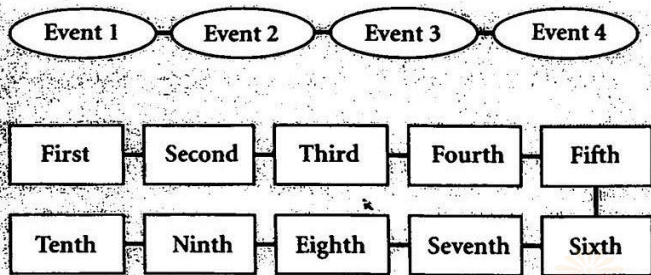 Event 1 Event 2 Event 3 Event 4
First Second Third Fourth Fifth
Tenth Ninth Eighth Seventh Sixth